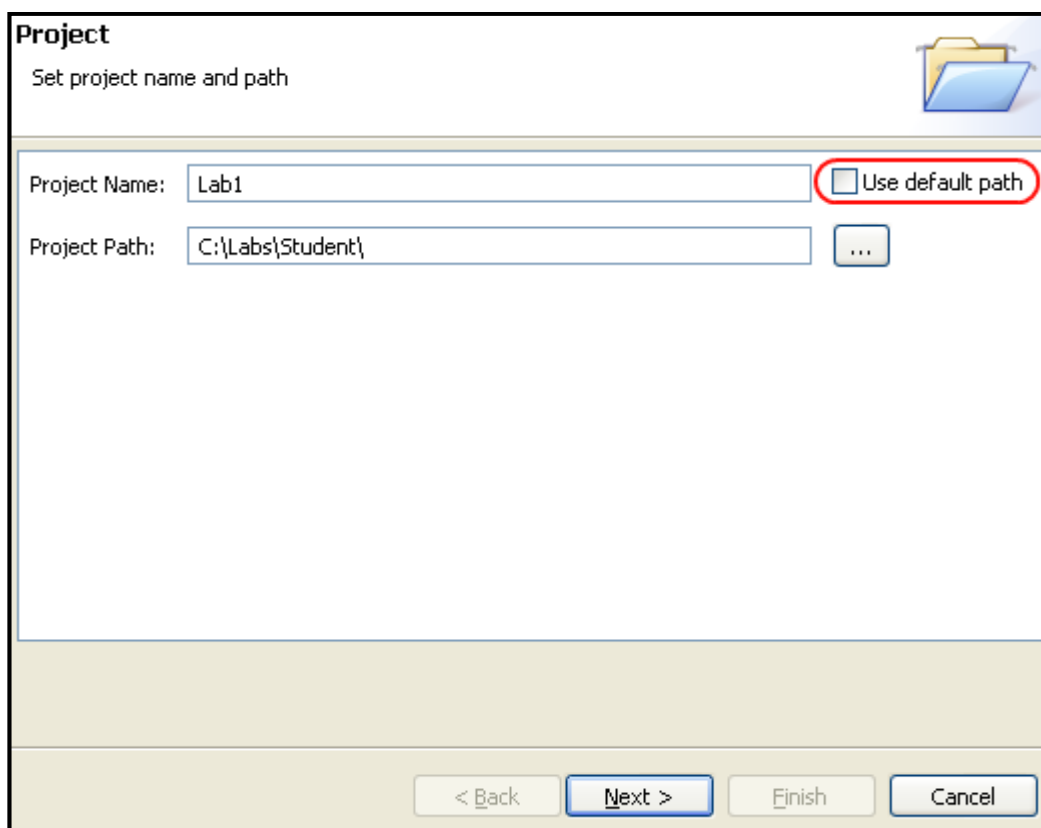 Project
Set project name and path
Project Name: Lab1 Use default path
Project Path: C:\Labs\Student\ ...
< Back Next > Finish Cancel